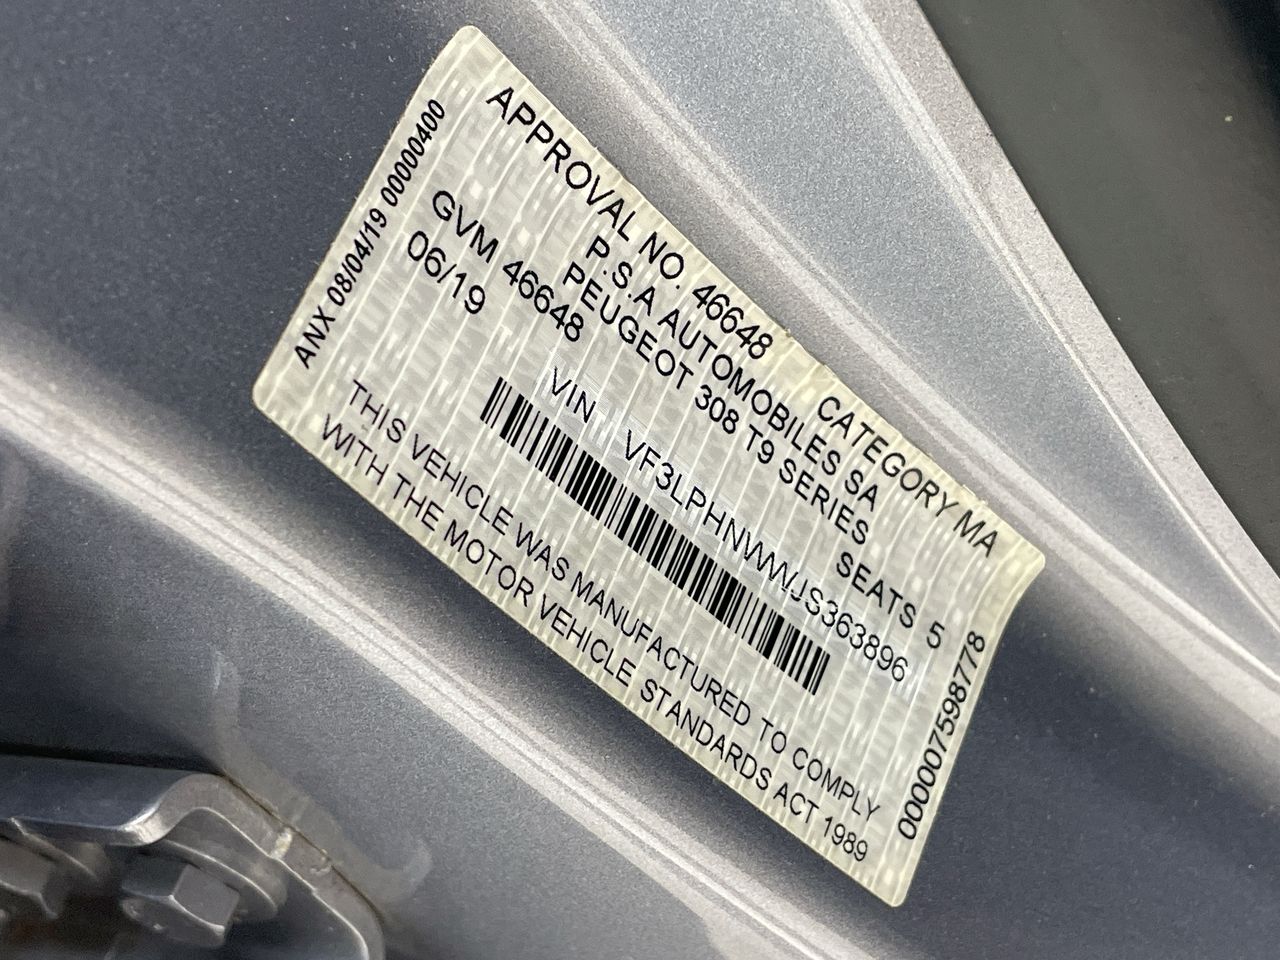 APPROVAL NO. 46648 CATEGORY MA
P.S.A AUTOMOBILES SA
PEUGEOT 308 T9 SERIES
GVM 46648 SEATS 5
06/19
VIN VF3LPHNWWJS363896
THIS VEHICLE WAS MANUFACTURED TO COMPLY
WITH THE MOTOR VEHICLE STANDARDS ACT 1989
ANX 08/04/19 00000400
000007598778